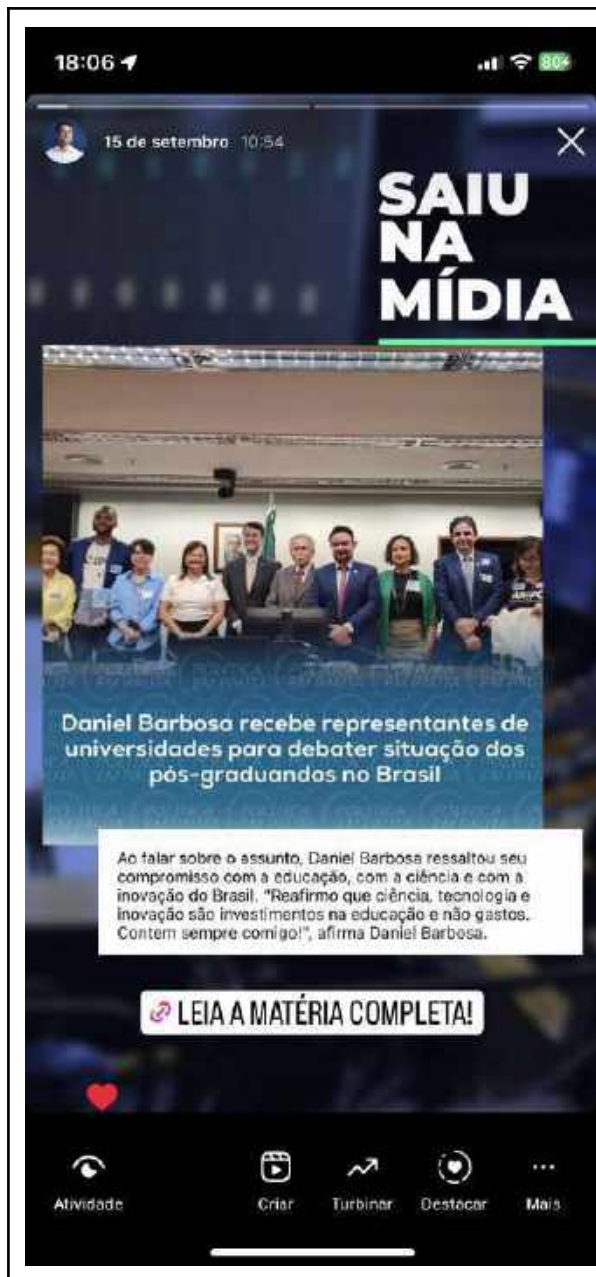 18:06
80
15 de setembro 10:54
SAIU
NA
MÍDIA
Daniel Barbosa recebe representantes de
universidades para debater situação dos
pós-graduandos no Brasil
Ao falar sobre o assunto, Daniel Barbosa ressaltou seu
compromisso com a educação, com a ciência e com a
inovação do Brasil. "Reafirmo que ciência, tecnologia e
inovação são investimentos na educação e não gastos.
Contem sempre comigo!", afirma Daniel Barbosa.
LEIA A MATÉRIA COMPLETA!
Atividade
Criar
Turbinar
Destacar
Mais